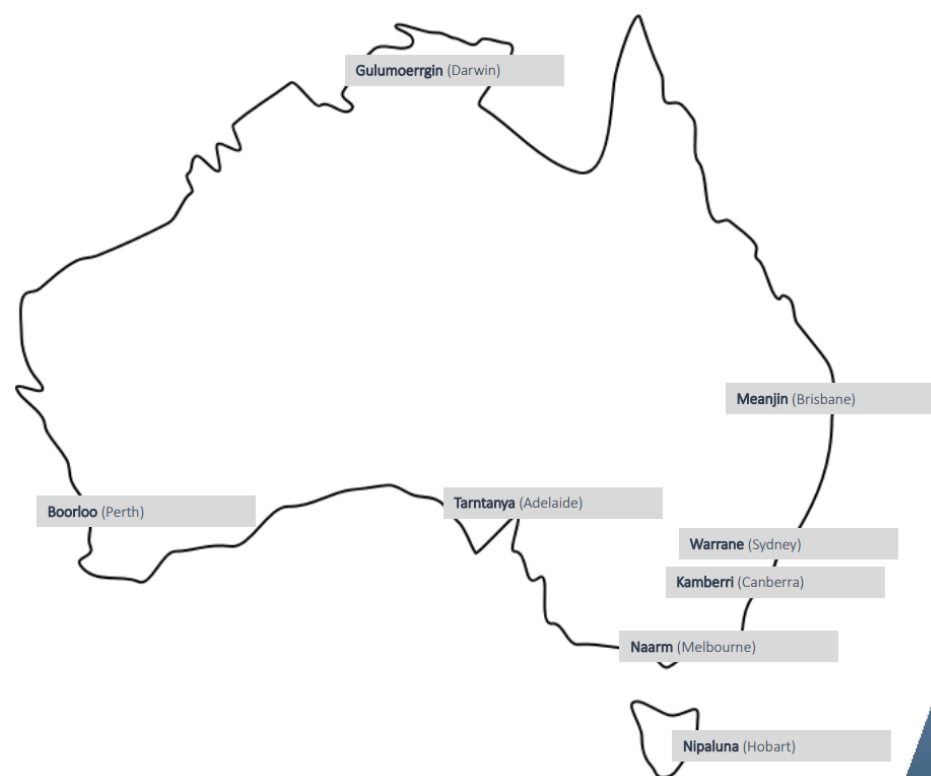 Gulumoerrgin (Darwin)
Meanjin (Brisbane)
Tarntanya (Adelaide)
Boorloo (Perth)
Warrane (Sydney)
Kamberri (Canberra)
Naarm (Melbourne)
Nipaluna (Hobart)